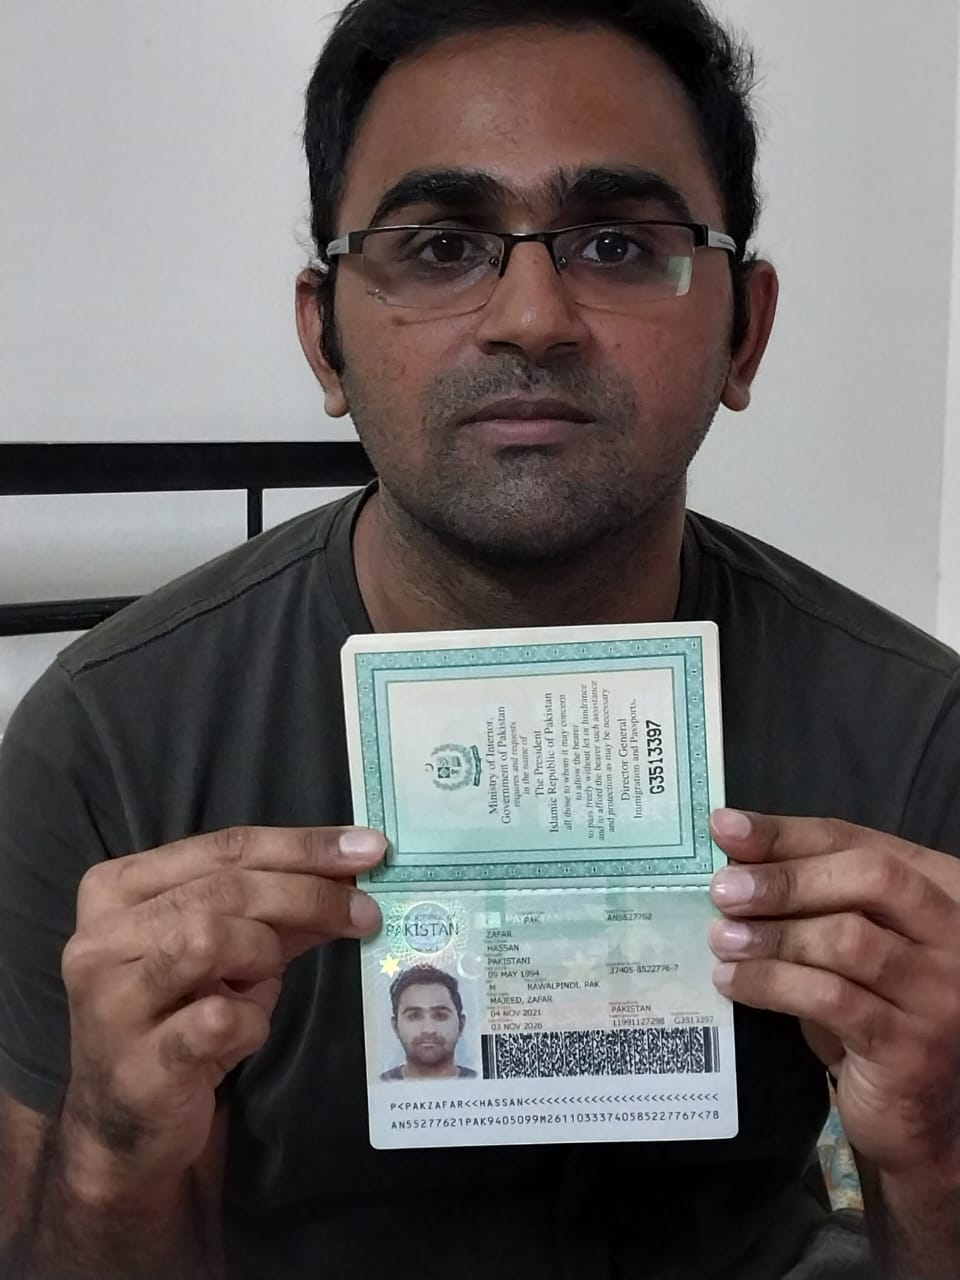 Ministry of Interior,
Government of Pakistan
requires and requests
in the name of
The President
Islamic Republic of Pakistan
all those to whom it may concern
to allow the bearer
to pass freely without let or hindrance
and to afford the bearer such assistance
and protection as may be necessary
Director General
Immigration and Passports.
G3513397
PAKISTAN
PAK
AN5527762
ZAFAR
HASSAN
PAKISTANI
09 MAY 1994
37405-8522776-7
M
RAWALPINDI, PAK
MAJEED, ZAFAR
04 NOV 2021
PAKISTAN
03 NOV 2026
11991127298
G3513397
P<PAKZAFAR<<HASSAN<<<<<<<<<<<<<<<<<<<<<<<<<<
AN55277621PAK9405099M2611033374058522 7767<78